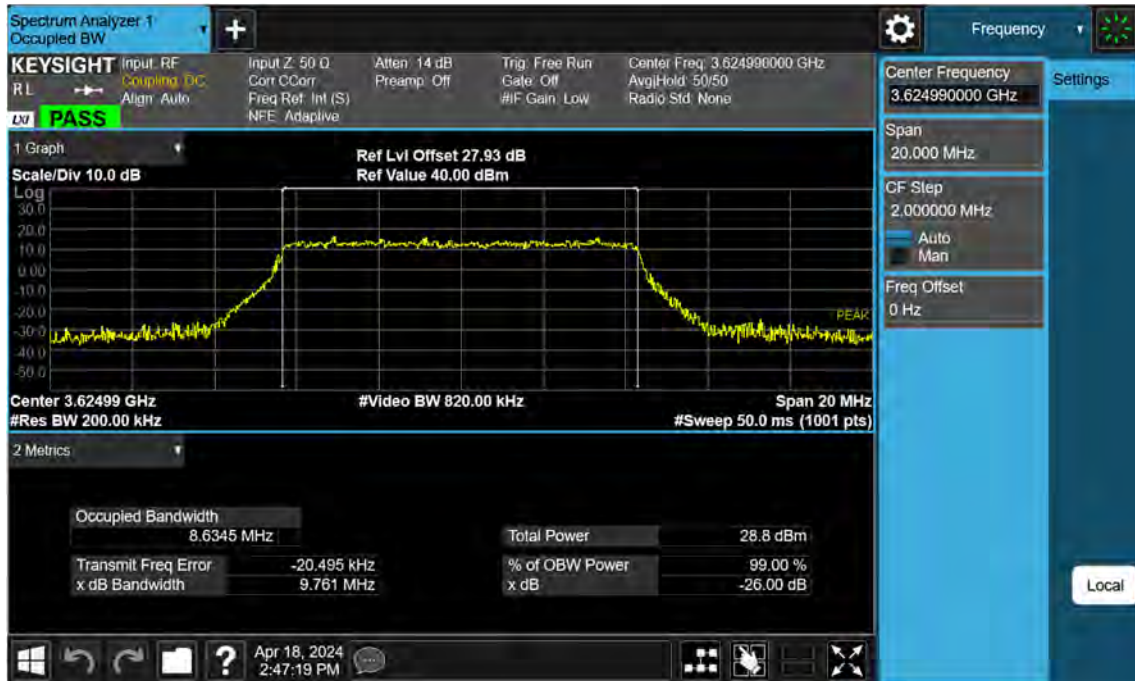 Spectrum Analyzer 1
Occupied BW
+
Frequency
KEYSIGHT
RL
LXI
PASS
Input: RF
Coupling: DC
Align: Auto
Input Z: 50 Ω
Corr CCorr
Freq Ref: Int (S)
NFE: Adaptive
Atten: 14 dB
Preamp: Off
Trig: Free Run
Gate: Off
#IF Gain: Low
Center Freq: 3.624990000 GHz
Avg|Hold: 50/50
Radio Std: None
Center Frequency
3.624990000 GHz
Settings
Span
20.000 MHz
CF Step
2.000000 MHz
Auto
Man
Freq Offset
0 Hz
1 Graph
Scale/Div 10.0 dB
Ref Lvl Offset 27.93 dB
Ref Value 40.00 dBm
Log
30.0
20.0
10.0
0.00
-10.0
-20.0
-30.0
-40.0
-50.0
PEAK
Center 3.62499 GHz
#Video BW 820.00 kHz
Span 20 MHz
#Res BW 200.00 kHz
#Sweep 50.0 ms (1001 pts)
2 Metrics
Occupied Bandwidth
8.6345 MHz
Total Power 28.8 dBm
Transmit Freq Error -20.495 kHz
% of OBW Power 99.00 %
x dB Bandwidth 9.761 MHz
x dB -26.00 dB
Local
?
Apr 18, 2024
2:47:19 PM